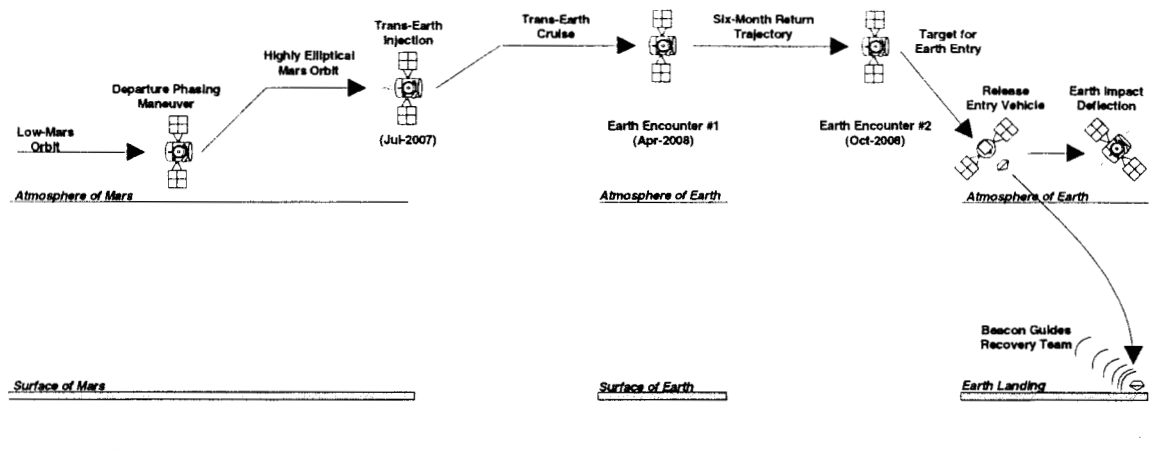 Low-Mars
Orbit
Departure Phasing
Maneuver
Highly Elliptical
Mars Orbit
Trans-Earth
Injection
(Jul-2007)
Trans-Earth
Cruise
Earth Encounter #1
(Apr-2008)
Six-Month Return
Trajectory
Earth Encounter #2
(Oct-2008)
Target for
Earth Entry
Release
Entry Vehicle
Earth Impact
Deflection
Atmosphere of Mars
Atmosphere of Earth
Atmosphere of Earth
Beacon Guides
Recovery Team
Surface of Mars
Surface of Earth
Earth Landing